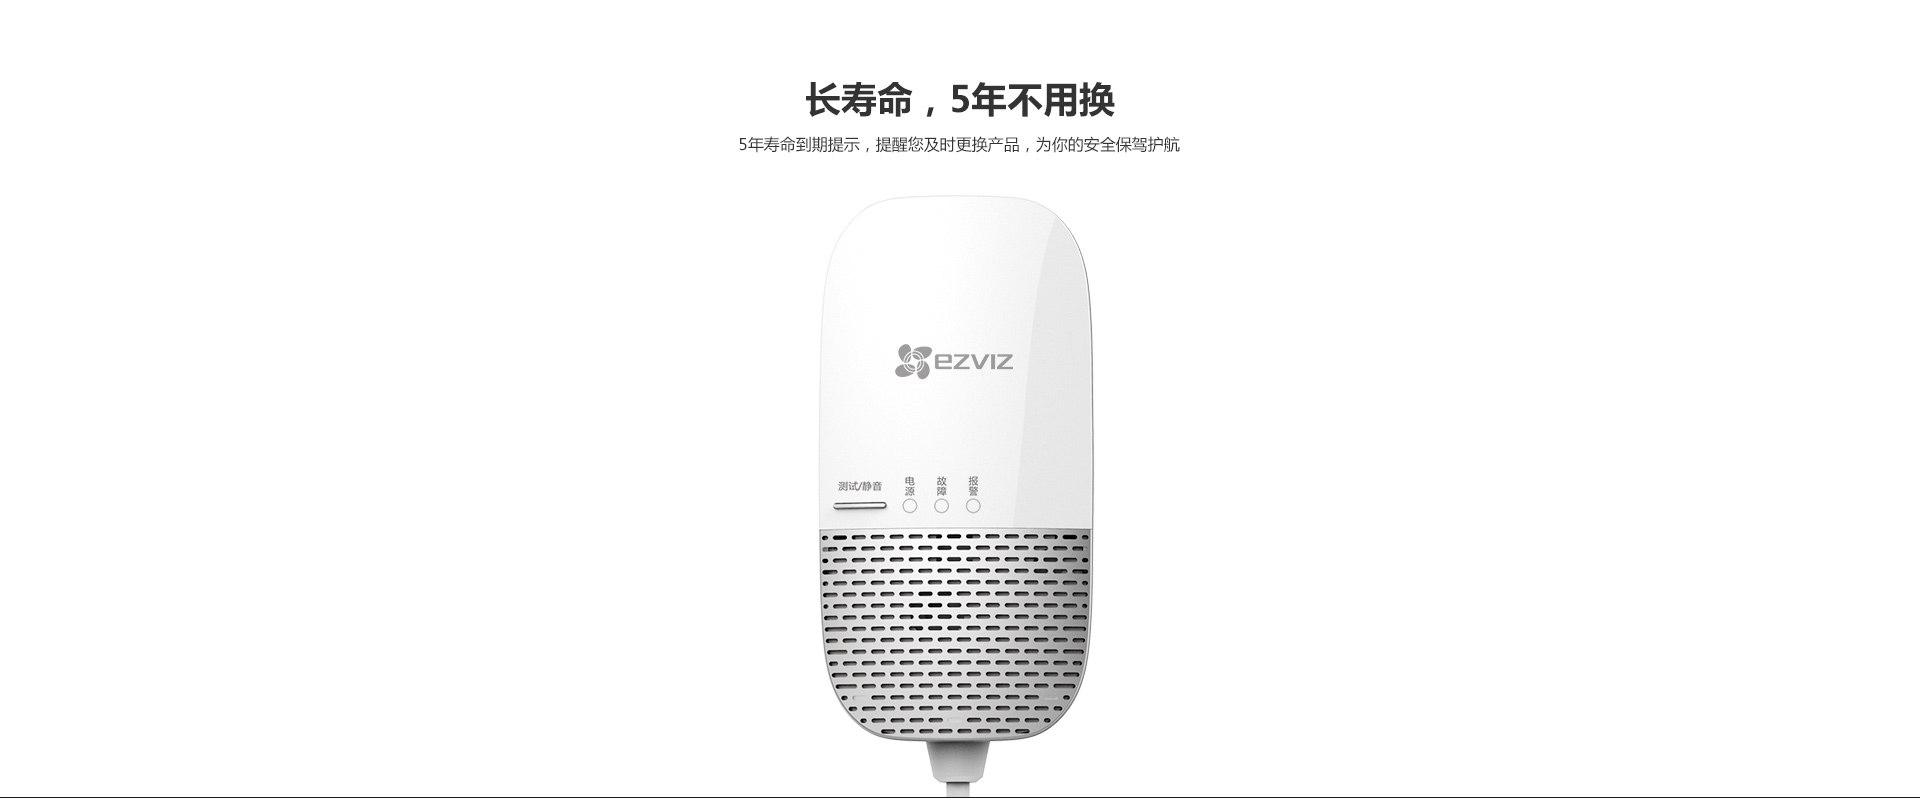 长寿命，5年不用换
5年寿命到期提示，提醒您及时更换产品，为你的安全保驾护航
ezviz
测试/静音
电源
故障
报警